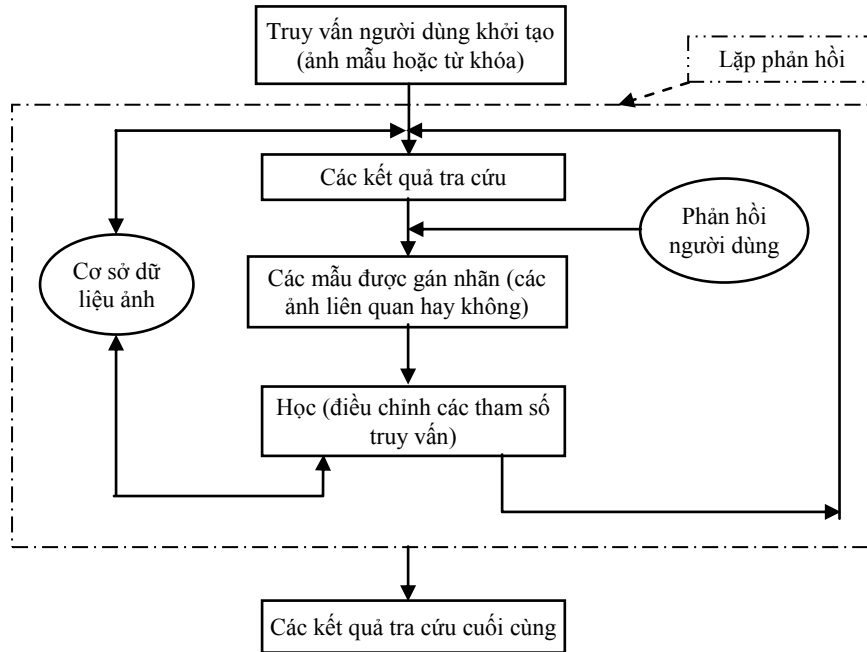 Truy vấn người dùng khởi tạo
(ảnh mẫu hoặc từ khóa)
Lặp phản hồi
Các kết quả tra cứu
Phản hồi
người dùng
Cơ sở dữ
liệu ảnh
Các mẫu được gán nhãn (các
ảnh liên quan hay không)
Học (điều chỉnh các tham số
truy vấn)
Các kết quả tra cứu cuối cùng